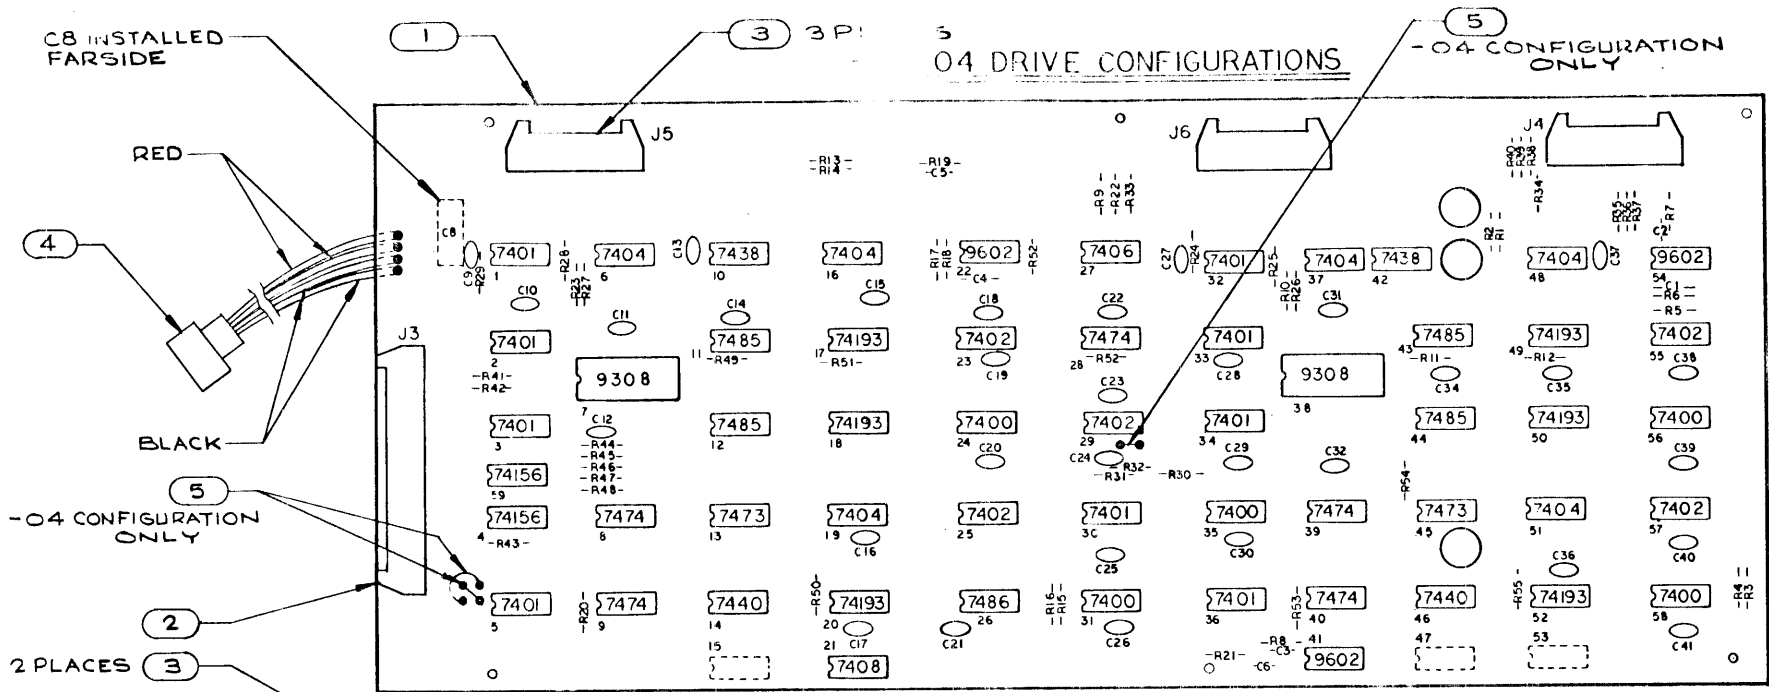 C8 INSTALLED
FARSIDE
1
3 3 P
S
04 DRIVE CONFIGURATIONS
5
-04 CONFIGURATION
ONLY
J5
J6
J4
RED
4
BLACK
5
-04 CONFIGURATION
ONLY
2
2 PLACES 3
J3
-R13-
-R14-
-R19-
-C5-
-R9
-R22-
-R33-
-R40-
-R39-
-R38-
-R34-
-R35-
-R36-
-R37-
-R7-
C2
R2
R1
C8
C9
-R29-
7401
1
-R28-
-R23
-R27-
7404
6
C13
7438
10
7404
16
R17-
R18-
9602
22
-C4-
-R52-
7406
27
C27
-R24-
7401
32
-R25-
-R10-
-R26-
7404
37
7438
42
7404
48
C37
9602
54
-C1-
-R6-
-R5-
C10
C11
C14
C15
C18
C22
C31
7401
2
-R41-
-R42-
9308
7
7485
11
-R49-
74193
17
-R51-
7402
23
C19
7474
28
-R52-
C23
7401
33
C28
9308
38
7485
43
-R11-
C34
74193
49
-R12-
C35
7402
55
C38
7401
3
C12
-R44-
-R45-
-R46-
-R47-
-R48-
7485
12
74193
18
7400
24
C20
7402
29
C24
-R32-
-R31-
-R30-
7401
34
C29
C32
7485
44
-R54-
74193
50
7400
56
C39
74156
59
74156
4
-R43-
7474
8
7473
13
7404
19
C16
7402
25
7401
30
C25
7400
35
C30
7474
39
7473
45
7404
51
C36
7402
57
C40
7401
5
-R20-
7474
9
7440
14
-R50-
74193
20
C17
7486
26
C21
-R16-
-R15-
7400
31
C26
7401
36
-R53-
7474
40
7440
46
-R55-
74193
52
7400
58
C41
-R4-
-R3-
15
21
7408
-R21-
-R8-
-C3-
-C6-
41
9602
47
53